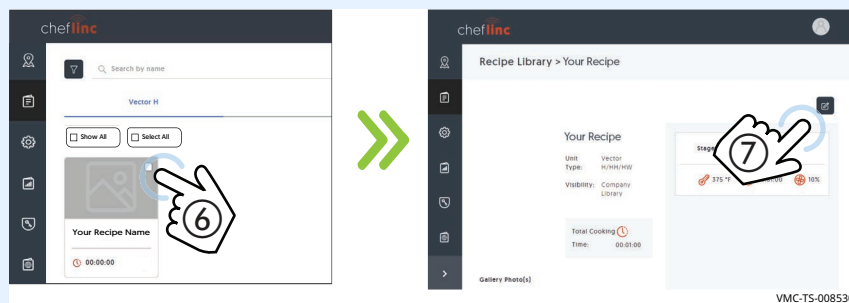 cheflinc
Search by name
Vector H
Show All
Select All
6
Your Recipe Name
00:00:00
cheflinc
Recipe Library > Your Recipe
Your Recipe
Unit Type: Vector H/HM/HW
Visibility: Company Library
Total Cooking Time: 00:01:00
Gallery Photo[s]
Stage
7
375 °F
:00
10%
VMC-TS-00853